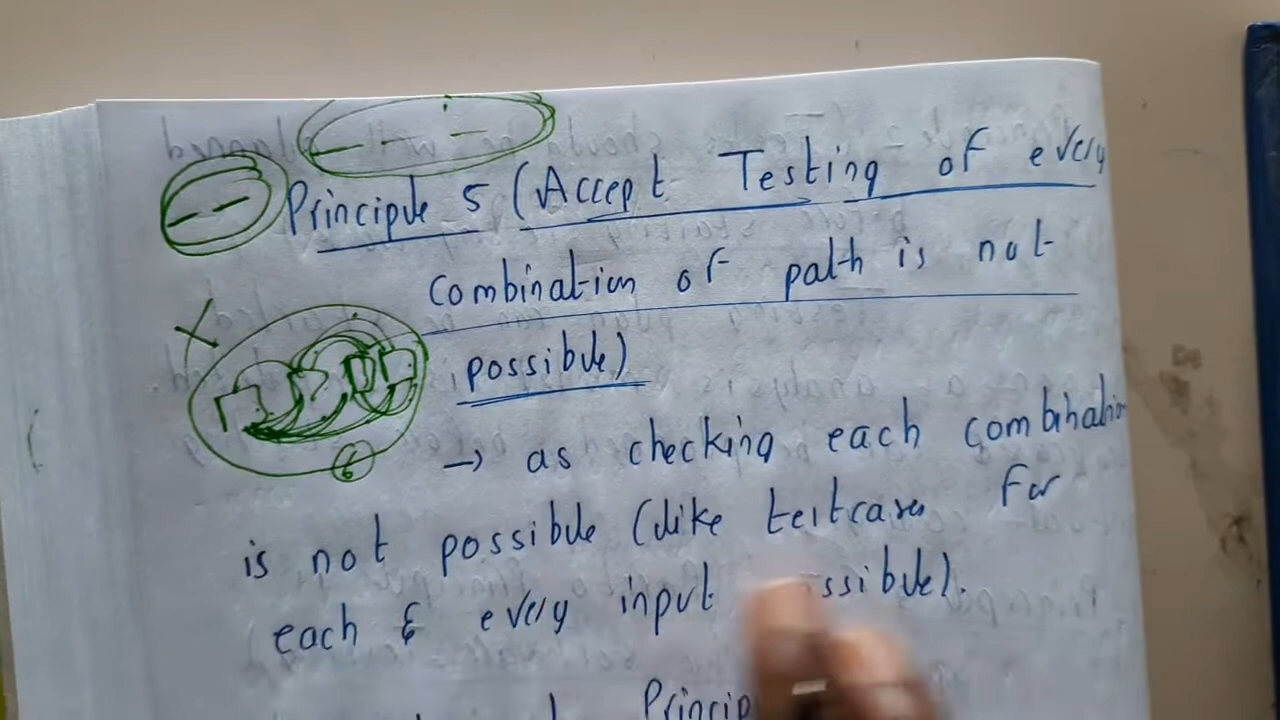 Principle 5 (Accept Testing of every
combination of path is not
possible)
→ as checking each combination
is not possible (like testcases for
each & every input possible).
Princip